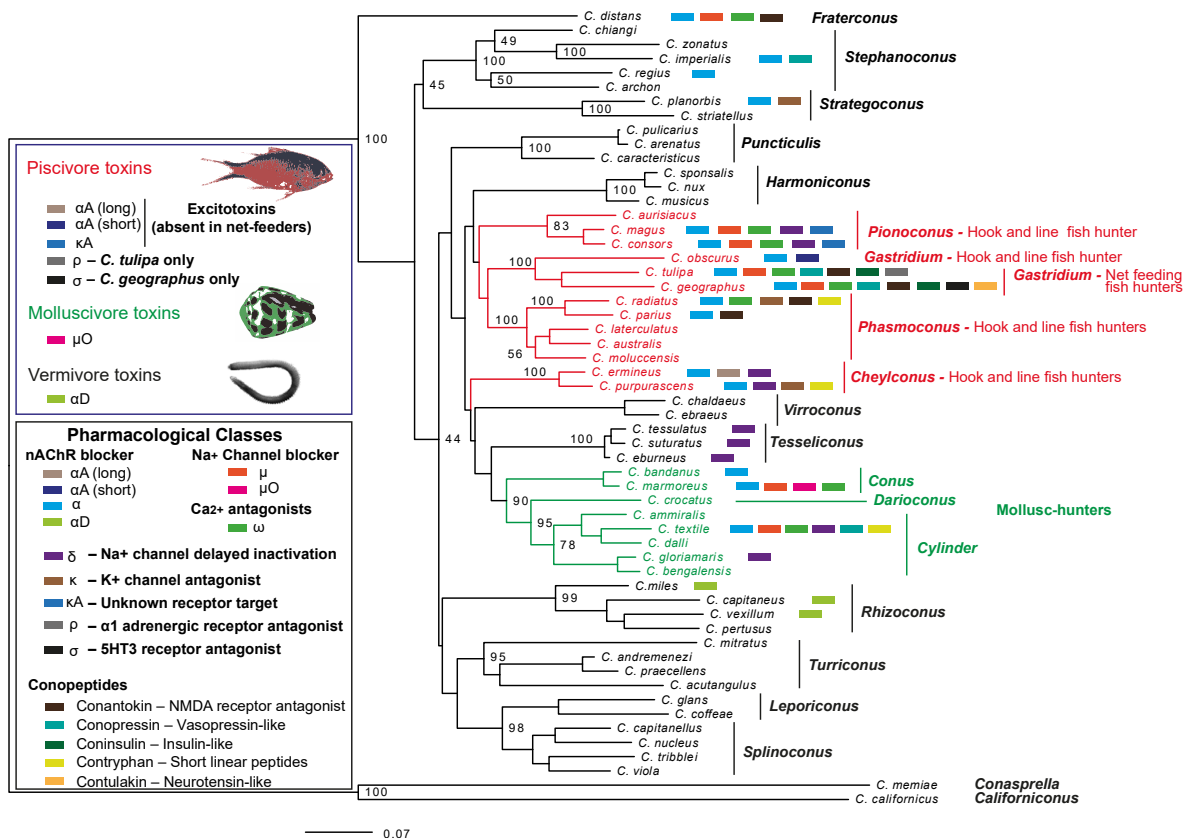 Piscivore toxins
αA (long)
αA (short)
κA
Excitotoxins
(absent in net-feeders)
ρ – C. tulipa only
σ – C. geographus only
Molluscivore toxins
μO
Vermivore toxins
αD
Pharmacological Classes
nAChR blocker
αA (long)
αA (short)
α
αD
Na+ Channel blocker
μ
μO
Ca2+ antagonists
ω
δ – Na+ channel delayed inactivation
κ – K+ channel antagonist
κA – Unknown receptor target
ρ – α1 adrenergic receptor antagonist
σ – 5HT3 receptor antagonist
Conopeptides
Conantokin – NMDA receptor antagonist
Conopressin – Vasopressin-like
Coninsulin – Insulin-like
Contryphan – Short linear peptides
Contulakin – Neurotensin-like
100
45
100
49
100
50
100
100
100
83
100
100
100
56
100
44
100
90
95
78
99
95
98
100
C. distans
Fraterconus
C. chiangi
C. zonatus
C. imperialis
C. regius
C. archon
Stephanoconus
C. planorbis
C. striatellus
Strategoconus
C. pulicarius
C. arenatus
C. caracteristicus
Puncticulis
C. sponsalis
C. nux
C. musicus
Harmoniconus
C. aurisiacus
C. magus
C. consors
Pionoconus - Hook and line fish hunter
C. obscurus
Gastridium - Hook and line fish hunter
C. tulipa
C. geographus
Gastridium - Net feeding
fish hunters
C. radiatus
C. parius
C. laterculatus
C. australis
C. moluccensis
Phasmoconus - Hook and line fish hunters
C. ermineus
C. purpurascens
Cheylconus - Hook and line fish hunters
C. chaldaeus
C. ebraeus
Virroconus
C. tessulatus
C. suturatus
C. eburneus
Tesseliconus
C. bandanus
C. marmoreus
Conus
C. crocatus
Darioconus
Mollusc-hunters
C. ammiralis
C. textile
C. dalli
C. gloriamaris
C. bengalensis
Cylinder
C.miles
C. capitaneus
C. vexillum
C. pertusus
Rhizoconus
C. mitratus
C. andremenezi
C. praecellens
C. acutangulus
Turriconus
C. glans
C. coffeae
Leporiconus
C. capitanellus
C. nucleus
C. tribblei
C. viola
Splinoconus
C. memiae
Conasprella
C. californicus
Californiconus
0.07